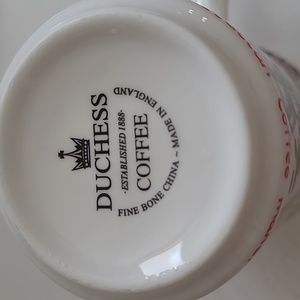 DUCHESS
·ESTABLISHED 1888·
COFFEE
FINE BONE CHINA ~ MADE IN ENGLAND